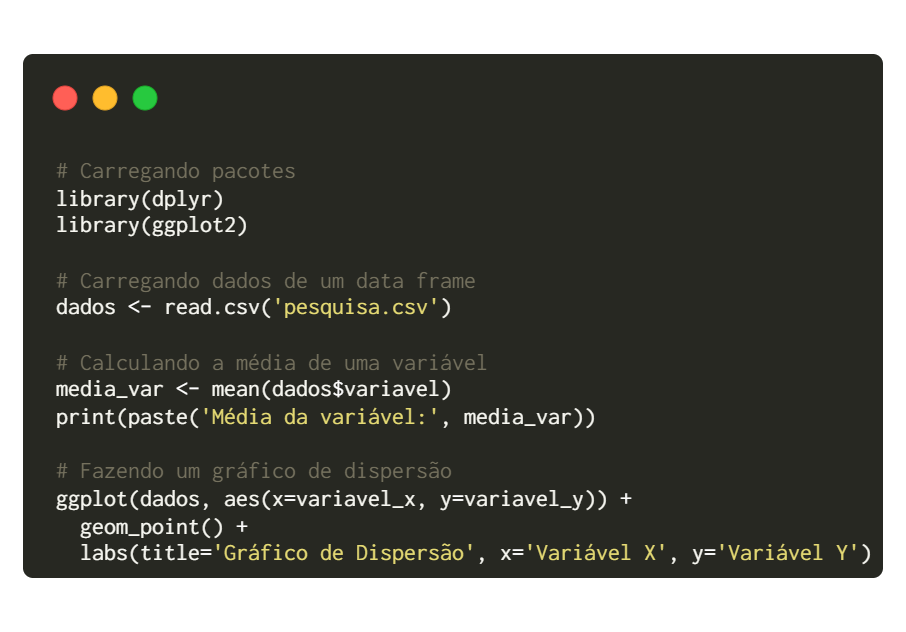 # Carregando pacotes
library(dplyr)
library(ggplot2)
# Carregando dados de um data frame
dados <- read.csv('pesquisa.csv')
# Calculando a média de uma variável
media_var <- mean(dados$variavel)
print(paste('Média da variável:', media_var))
# Fazendo um gráfico de dispersão
ggplot(dados, aes(x=variavel_x, y=variavel_y)) +
  geom_point() +
  labs(title='Gráfico de Dispersão', x='Variável X', y='Variável Y')